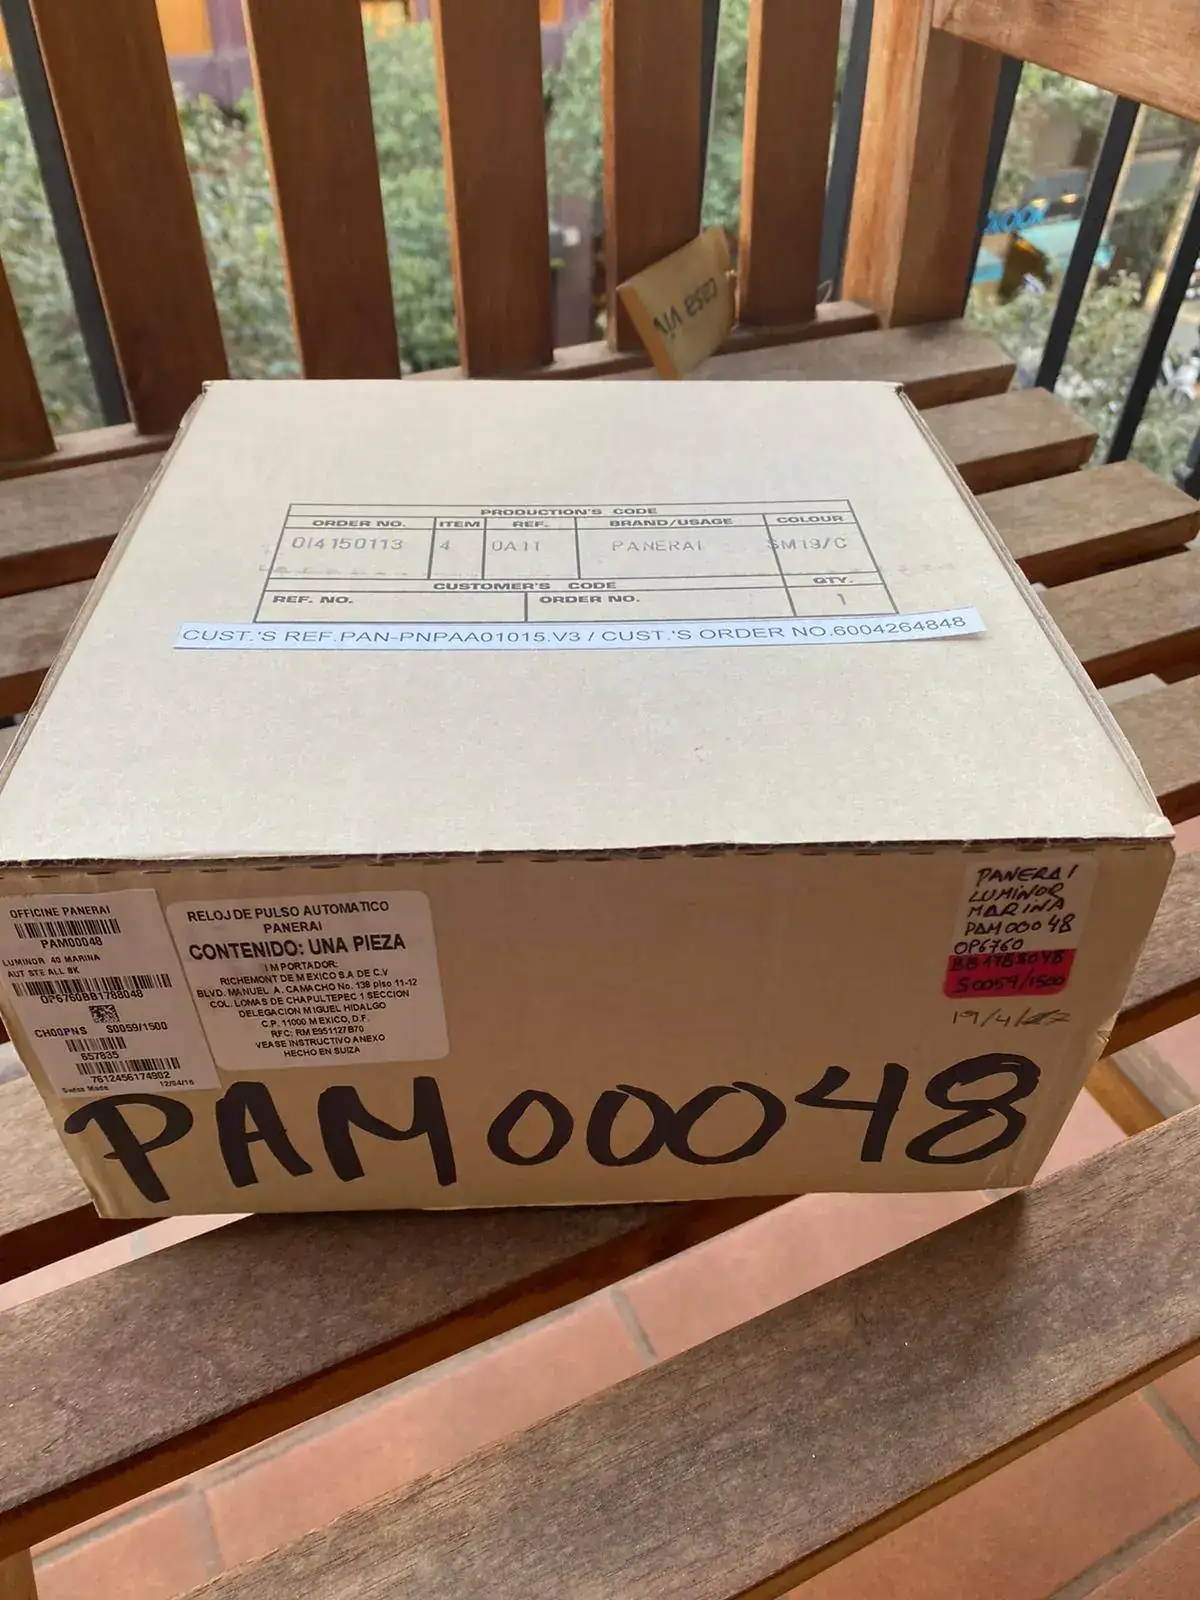 PRODUCTION'S CODE
ORDER NO. ITEM REF. BRAND/USAGE COLOUR
014150113 4 0A11 PANERAI SM19/C
CUSTOMER'S CODE QTY.
REF. NO. ORDER NO. 1
CUST.'S REF.PAN-PNPAA01015.V3 / CUST.'S ORDER NO.6004264848
OFFICINE PANERAI
PAM00048
LUMINOR 40 MARINA
AUT STEALL BK
OP6760BB1788048
CH00PNS S0059/1500
657835
7612456174902
Swiss Made 12/04/16
RELOJ DE PULSO AUTOMATICO
PANERAI
CONTENIDO: UNA PIEZA
IMPORTADOR:
RICHEMONT DE MEXICO S.A DE C.V
BLVD. MANUEL A. CAMACHO No. 138 piso 11-12
COL. LOMAS DE CHAPULTEPEC 1 SECCION
DELEGACION MIGUEL HIDALGO
C.P. 11000 MEXICO, D.F.
RFC: RME951127B70
VEASE INSTRUCTIVO ANEXO
HECHO EN SUIZA
PANERAI
LUMINOR
MARINA
PAM00048
OP6760
BB1788048
S0059/1500
19/4/
PAM00048